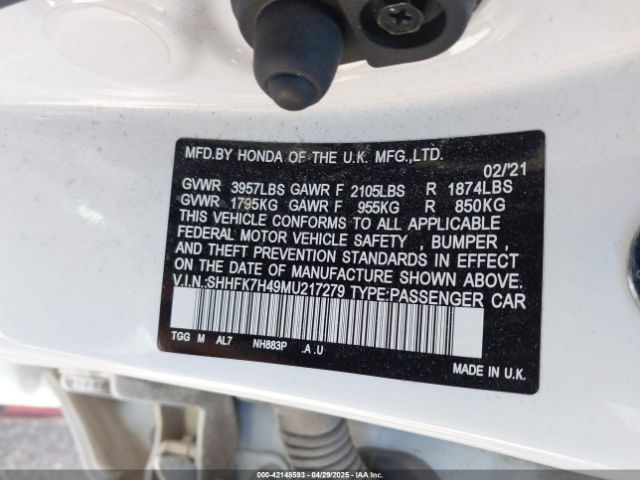 MFD.BY HONDA OF THE U.K. MFG.,LTD.
02/'21
GVWR 3957LBS GAWR F 2105LBS R 1874LBS
GVWR 1795KG GAWR F 955KG R 850KG
THIS VEHICLE CONFORMS TO ALL APPLICABLE
FEDERAL MOTOR VEHICLE SAFETY , BUMPER ,
AND THEFT PREVENTION STANDARDS IN EFFECT
ON THE DATE OF MANUFACTURE SHOWN ABOVE.
V.I.N.:SHHFK7H49MU217279 TYPE:PASSENGER CAR
TGG M AL7 NH883P .A .U
MADE IN U.K.
000-42148593 - 04/29/2025 - IAAI.COM